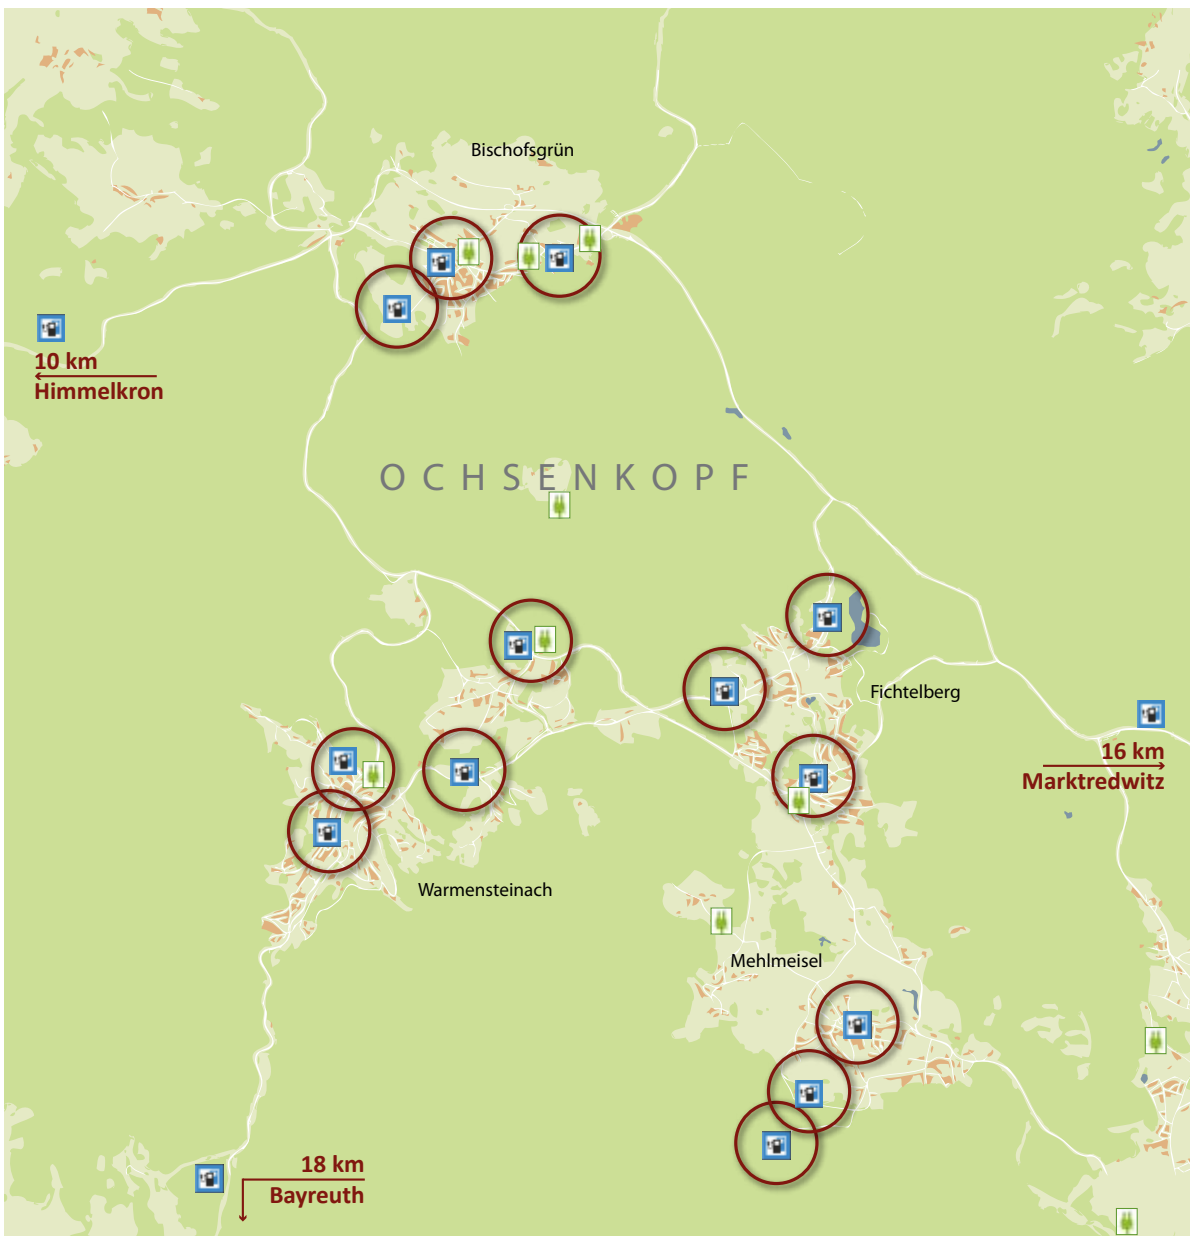 Bischofsgrün
10 km
Himmelkron
OCHSENKOPF
Fichtelberg
16 km
Marktredwitz
Warmensteinach
Mehlmeisel
18 km
Bayreuth